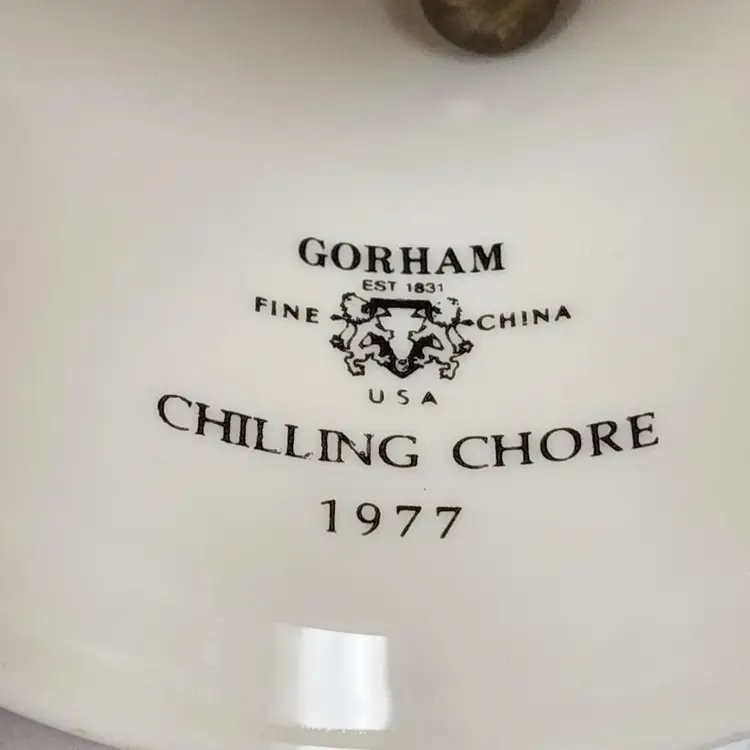 GORHAM
EST 1831
FINE CHINA
USA
CHILLING CHORE
1977